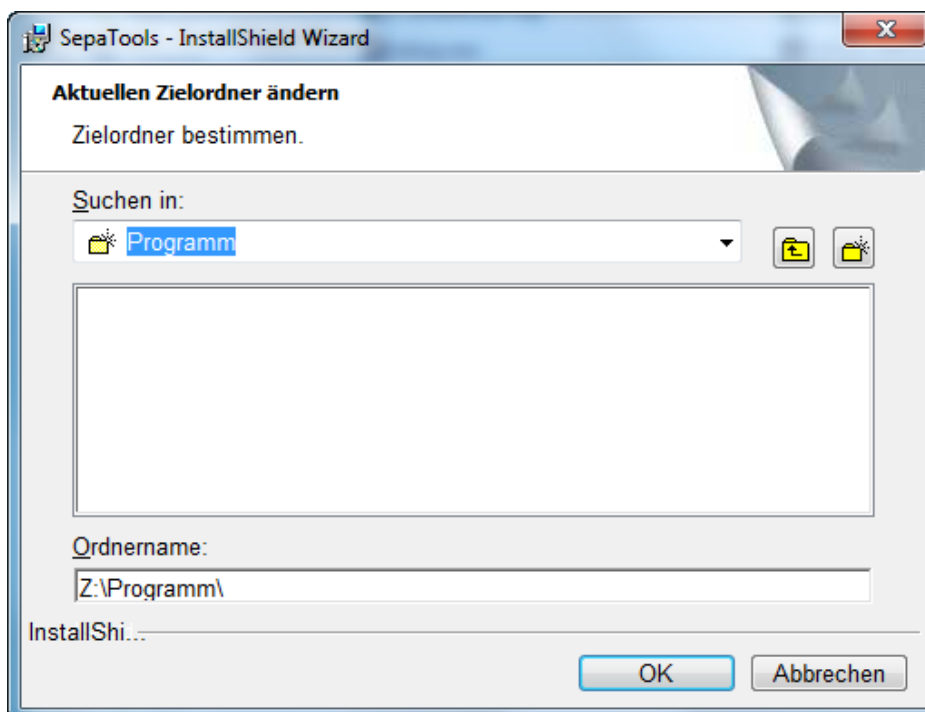 SepaTools - InstallShield Wizard
Aktuellen Zielordner ändern
Zielordner bestimmen.
Suchen in:
Programm
Ordnername:
Z:\Programm\
InstallShi...
OK Abbrechen